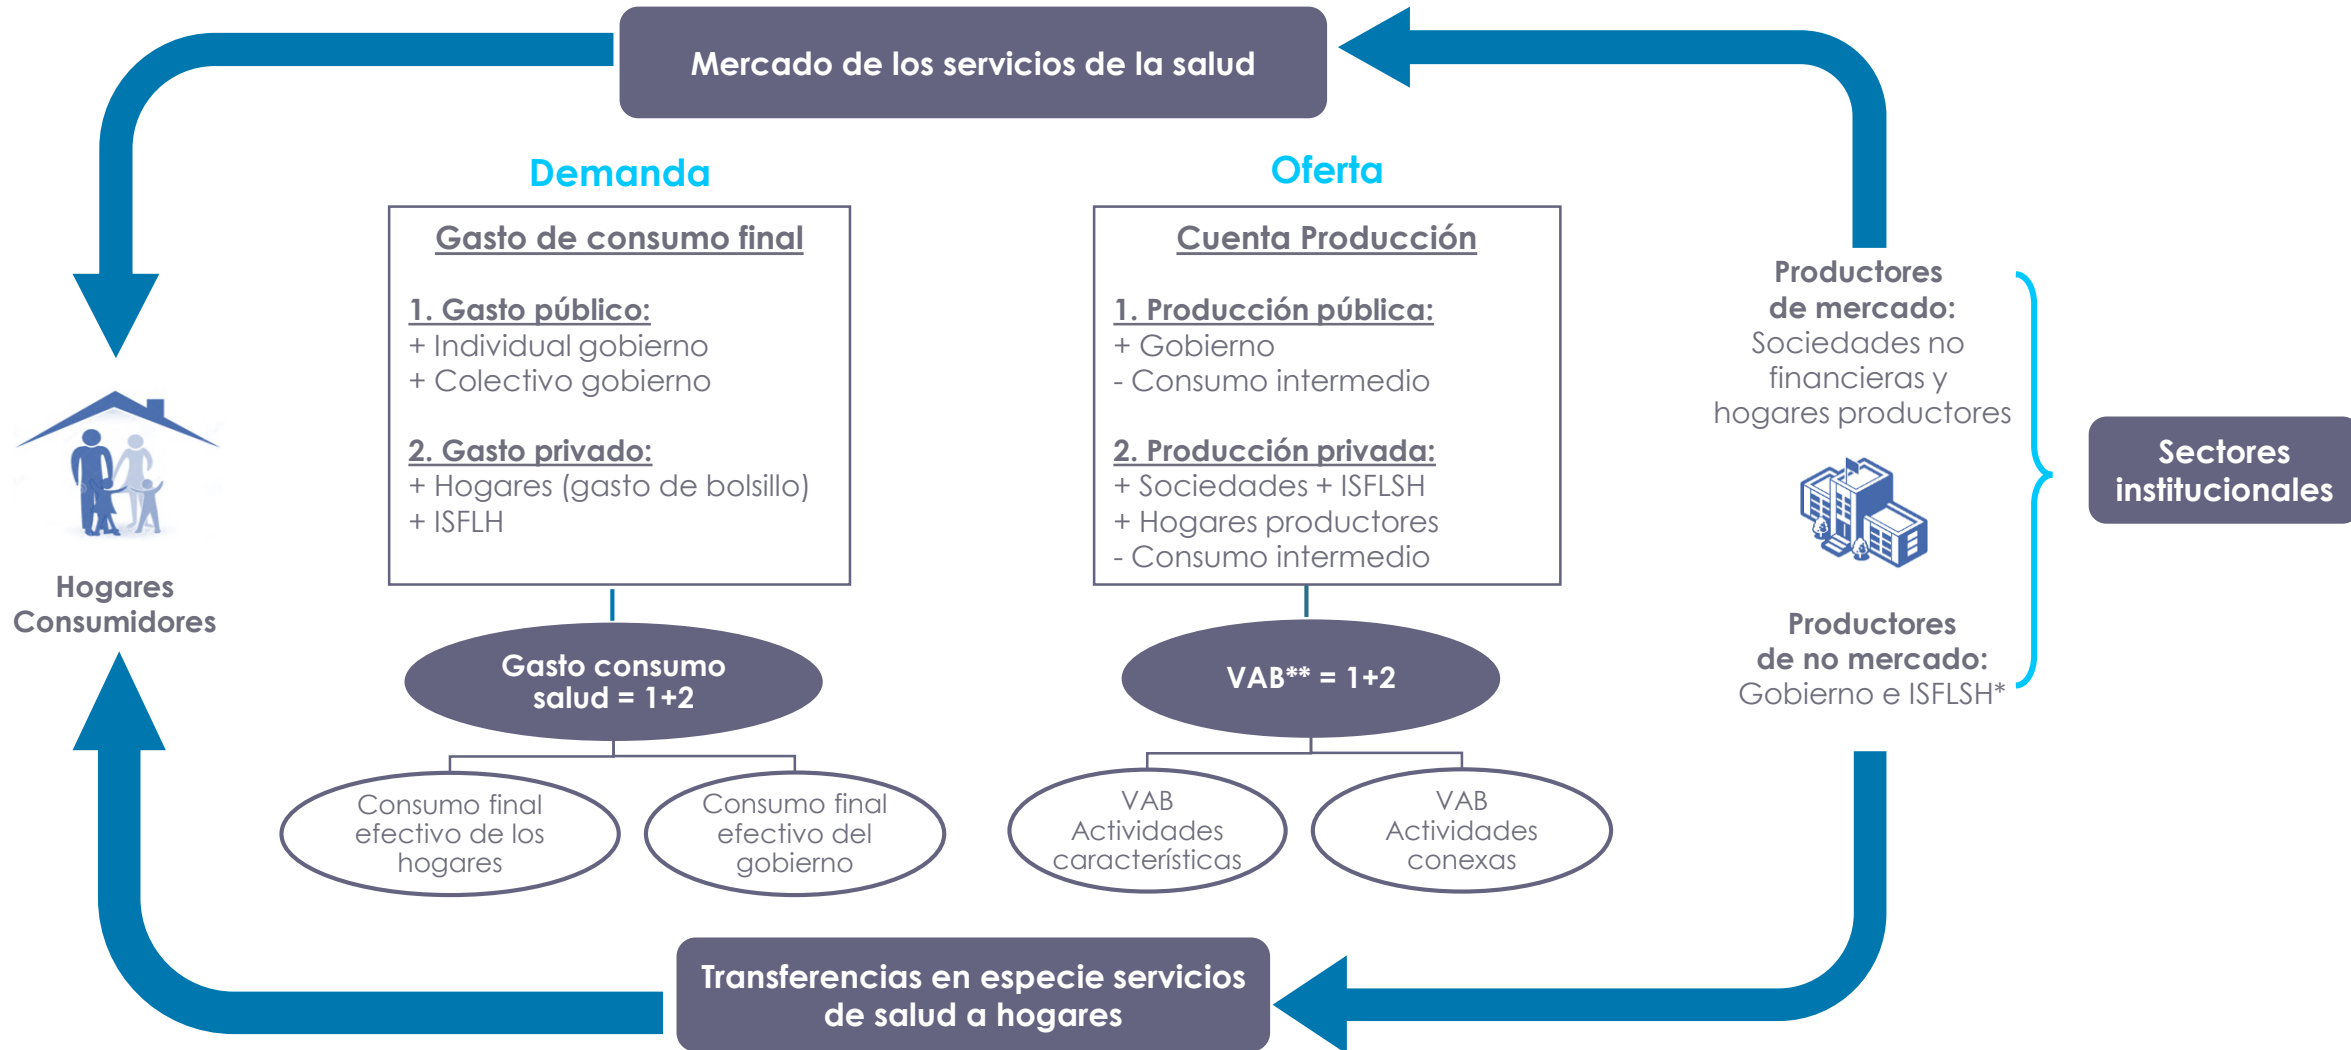 Mercado de los servicios de la salud
Demanda
Gasto de consumo final
1. Gasto público:
+ Individual gobierno
+ Colectivo gobierno
2. Gasto privado:
+ Hogares (gasto de bolsillo)
+ ISFLH
Gasto consumo
salud = 1+2
Consumo final
efectivo de los
hogares
Consumo final
efectivo del
gobierno
Oferta
Cuenta Producción
1. Producción pública:
+ Gobierno
- Consumo intermedio
2. Producción privada:
+ Sociedades + ISFLSH
+ Hogares productores
- Consumo intermedio
VAB** = 1+2
VAB
Actividades
características
VAB
Actividades
conexas
Hogares
Consumidores
Productores
de mercado:
Sociedades no
financieras y
hogares productores
Productores
de no mercado:
Gobierno e ISFLSH*
Sectores
institucionales
Transferencias en especie servicios
de salud a hogares